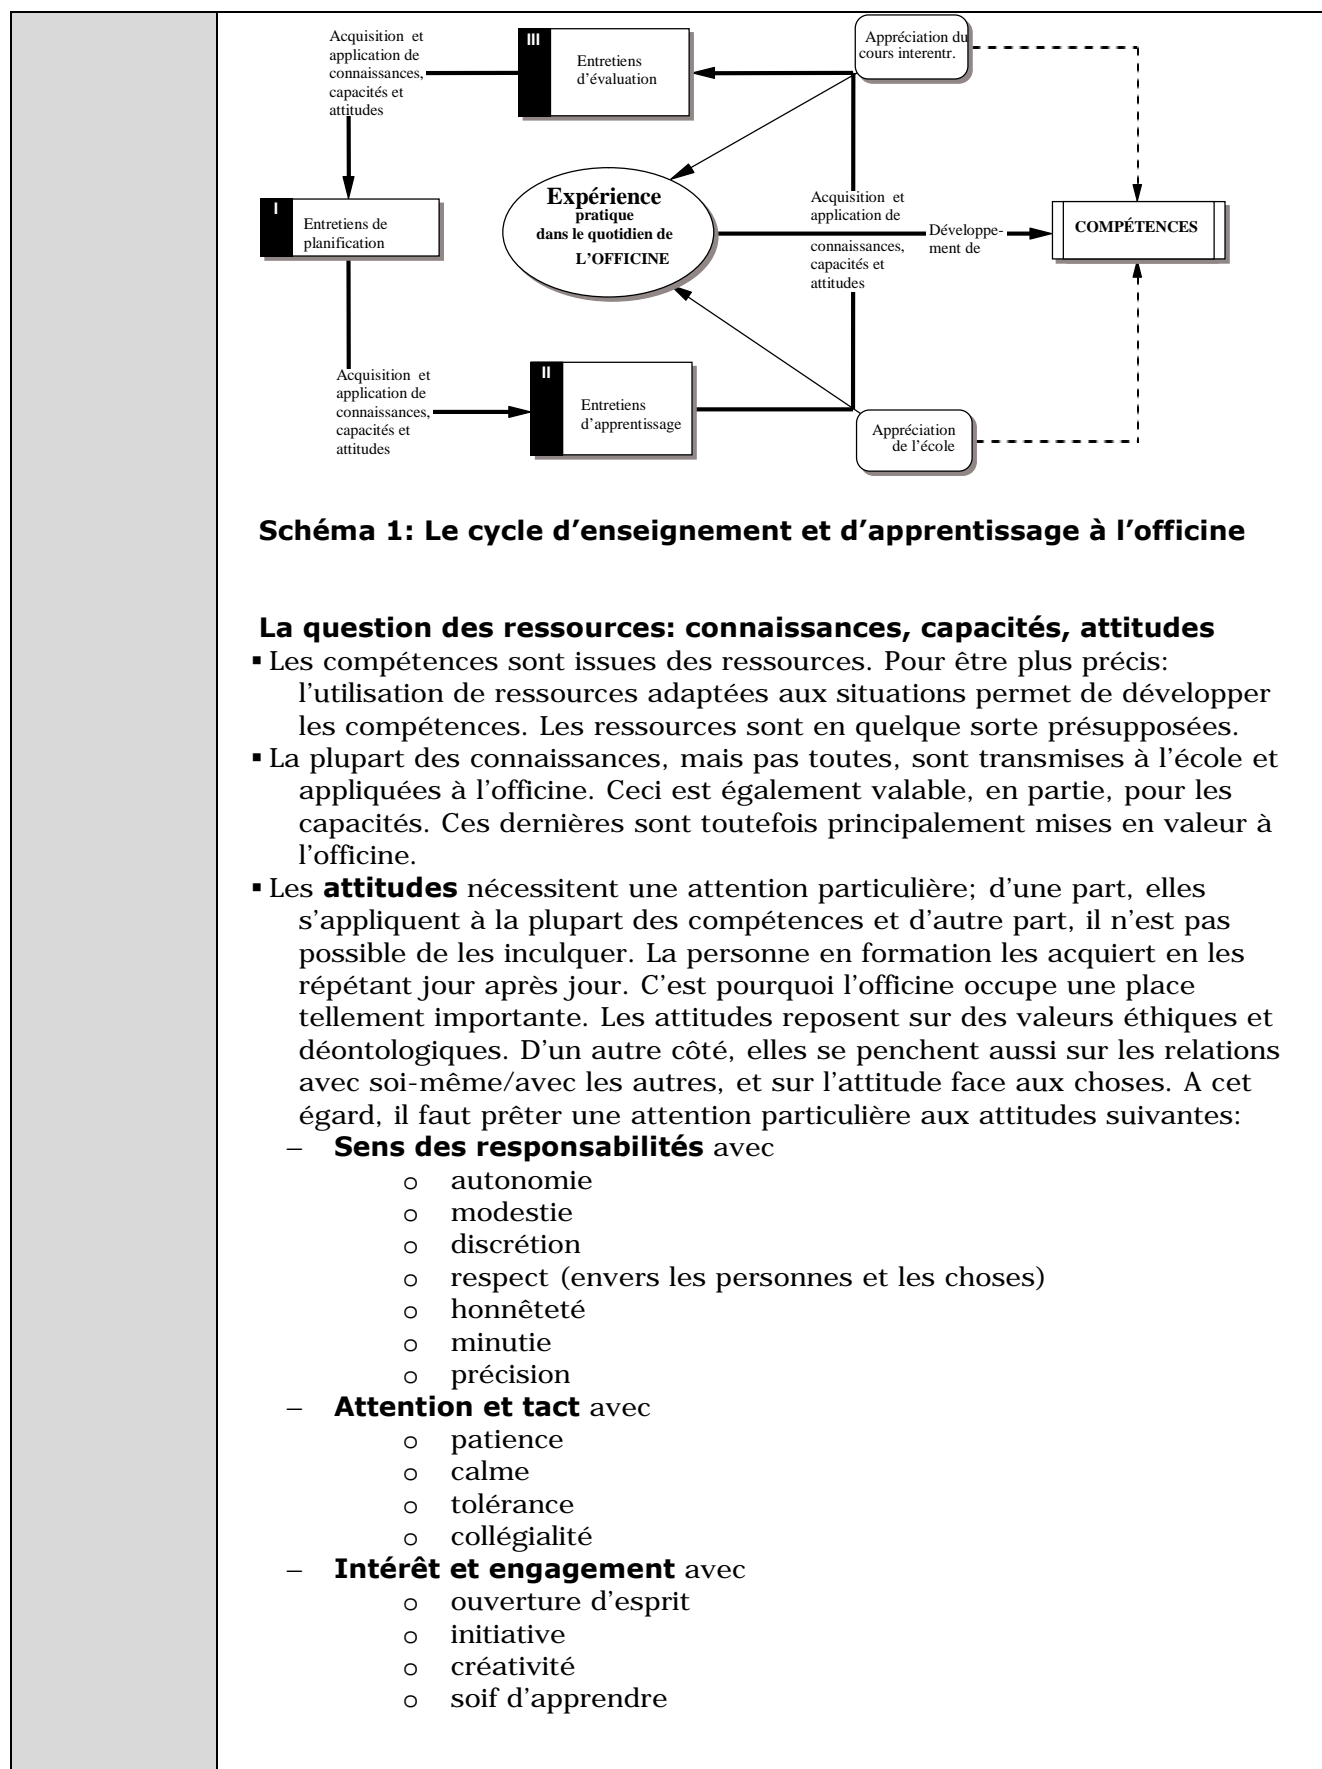 Acquisition et
application de
connaissances,
capacités et
attitudes
III
Entretiens
d’évaluation
Appréciation du
cours interentr.
I
Entretiens de
planification
Expérience
pratique
dans le quotidien de
L’OFFICINE
Acquisition et
application de
connaissances,
capacités et
attitudes
Développe-
ment de
COMPÉTENCES
Acquisition et
application de
connaissances,
capacités et
attitudes
II
Entretiens
d’apprentissage
Appréciation
de l’école
Schéma 1: Le cycle d’enseignement et d’apprentissage à l’officine
La question des ressources: connaissances, capacités, attitudes
▪ Les compétences sont issues des ressources. Pour être plus précis:
l’utilisation de ressources adaptées aux situations permet de développer
les compétences. Les ressources sont en quelque sorte présupposées.
▪ La plupart des connaissances, mais pas toutes, sont transmises à l’école et
appliquées à l’officine. Ceci est également valable, en partie, pour les
capacités. Ces dernières sont toutefois principalement mises en valeur à
l’officine.
▪ Les attitudes nécessitent une attention particulière; d’une part, elles
s’appliquent à la plupart des compétences et d’autre part, il n’est pas
possible de les inculquer. La personne en formation les acquiert en les
répétant jour après jour. C’est pourquoi l’officine occupe une place
tellement importante. Les attitudes reposent sur des valeurs éthiques et
déontologiques. D’un autre côté, elles se penchent aussi sur les relations
avec soi-même/avec les autres, et sur l’attitude face aux choses. A cet
égard, il faut prêter une attention particulière aux attitudes suivantes:
– Sens des responsabilités avec
o autonomie
o modestie
o discrétion
o respect (envers les personnes et les choses)
o honnêteté
o minutie
o précision
– Attention et tact avec
o patience
o calme
o tolérance
o collégialité
– Intérêt et engagement avec
o ouverture d’esprit
o initiative
o créativité
o soif d’apprendre